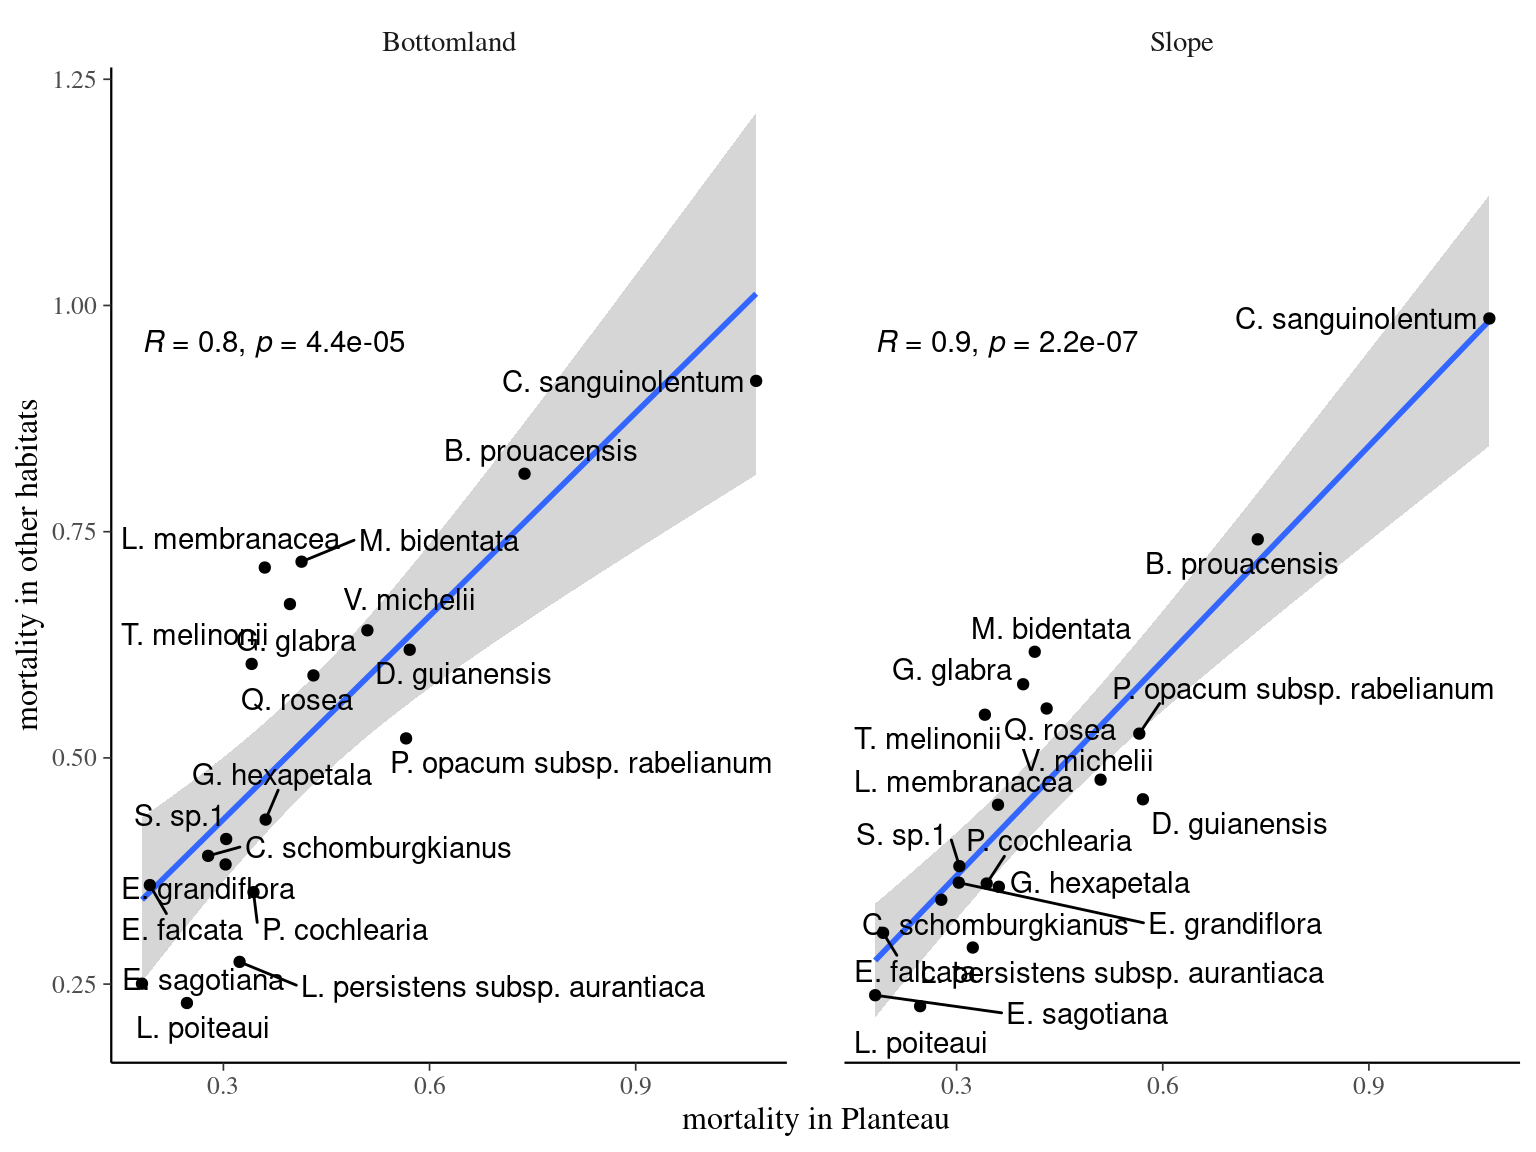 Bottomland
Slope
mortality in other habitats
1.25
1.00
0.75
0.50
0.25
R = 0.8, p = 4.4e-05
C. sanguinolentum
B. prouacensis
L. membranacea
M. bidentata
V. michelii
T. melinonii
G. glabra
D. guianensis
Q. rosea
P. opacum subsp. rabelianum
G. hexapetala
S. sp.1
C. schomburgkianus
E. grandiflora
E. falcata
P. cochlearia
E. sagotiana
L. persistens subsp. aurantiaca
L. poiteaui
0.3
0.6
0.9
R = 0.9, p = 2.2e-07
C. sanguinolentum
B. prouacensis
M. bidentata
G. glabra
P. opacum subsp. rabelianum
Q. rosea
T. melinonii
V. michelii
L. membranacea
D. guianensis
S. sp.1
P. cochlearia
G. hexapetala
C. schomburgkianus
E. grandiflora
E. falcata
L. persistens subsp. aurantiaca
E. sagotiana
L. poiteaui
0.3
0.6
0.9
mortality in Planteau